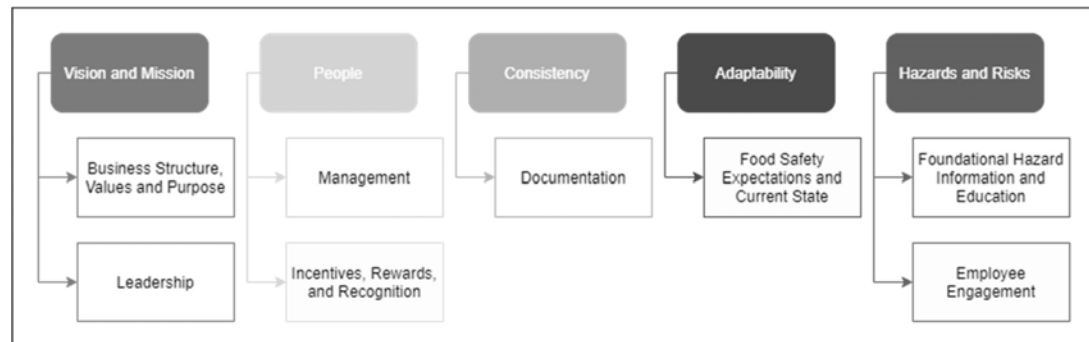 Vision and Mission
Business Structure,
Values and Purpose
Leadership
People
Management
Incentives, Rewards,
and Recognition
Consistency
Documentation
Adaptability
Food Safety
Expectations and
Current State
Hazards and Risks
Foundational Hazard
Information and
Education
Employee
Engagement